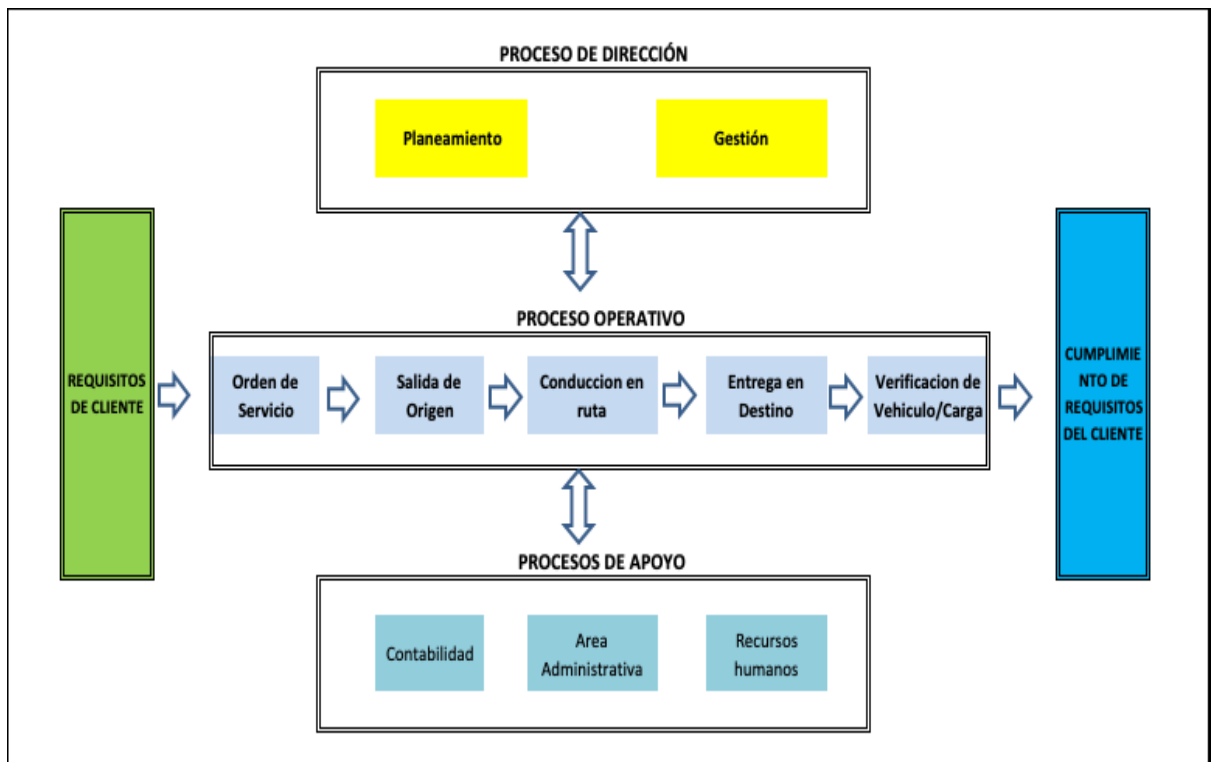 PROCESO DE DIRECCIÓN
Planeamiento
Gestión
REQUISITOS
DE CLIENTE
PROCESO OPERATIVO
Orden de
Servicio
Salida de
Origen
Conduccion en
ruta
Entrega en
Destino
Verificacion de
Vehiculo/Carga
CUMPLIMIE
NTO DE
REQUISITOS
DEL CLIENTE
PROCESOS DE APOYO
Contabilidad
Area
Administrativa
Recursos
humanos